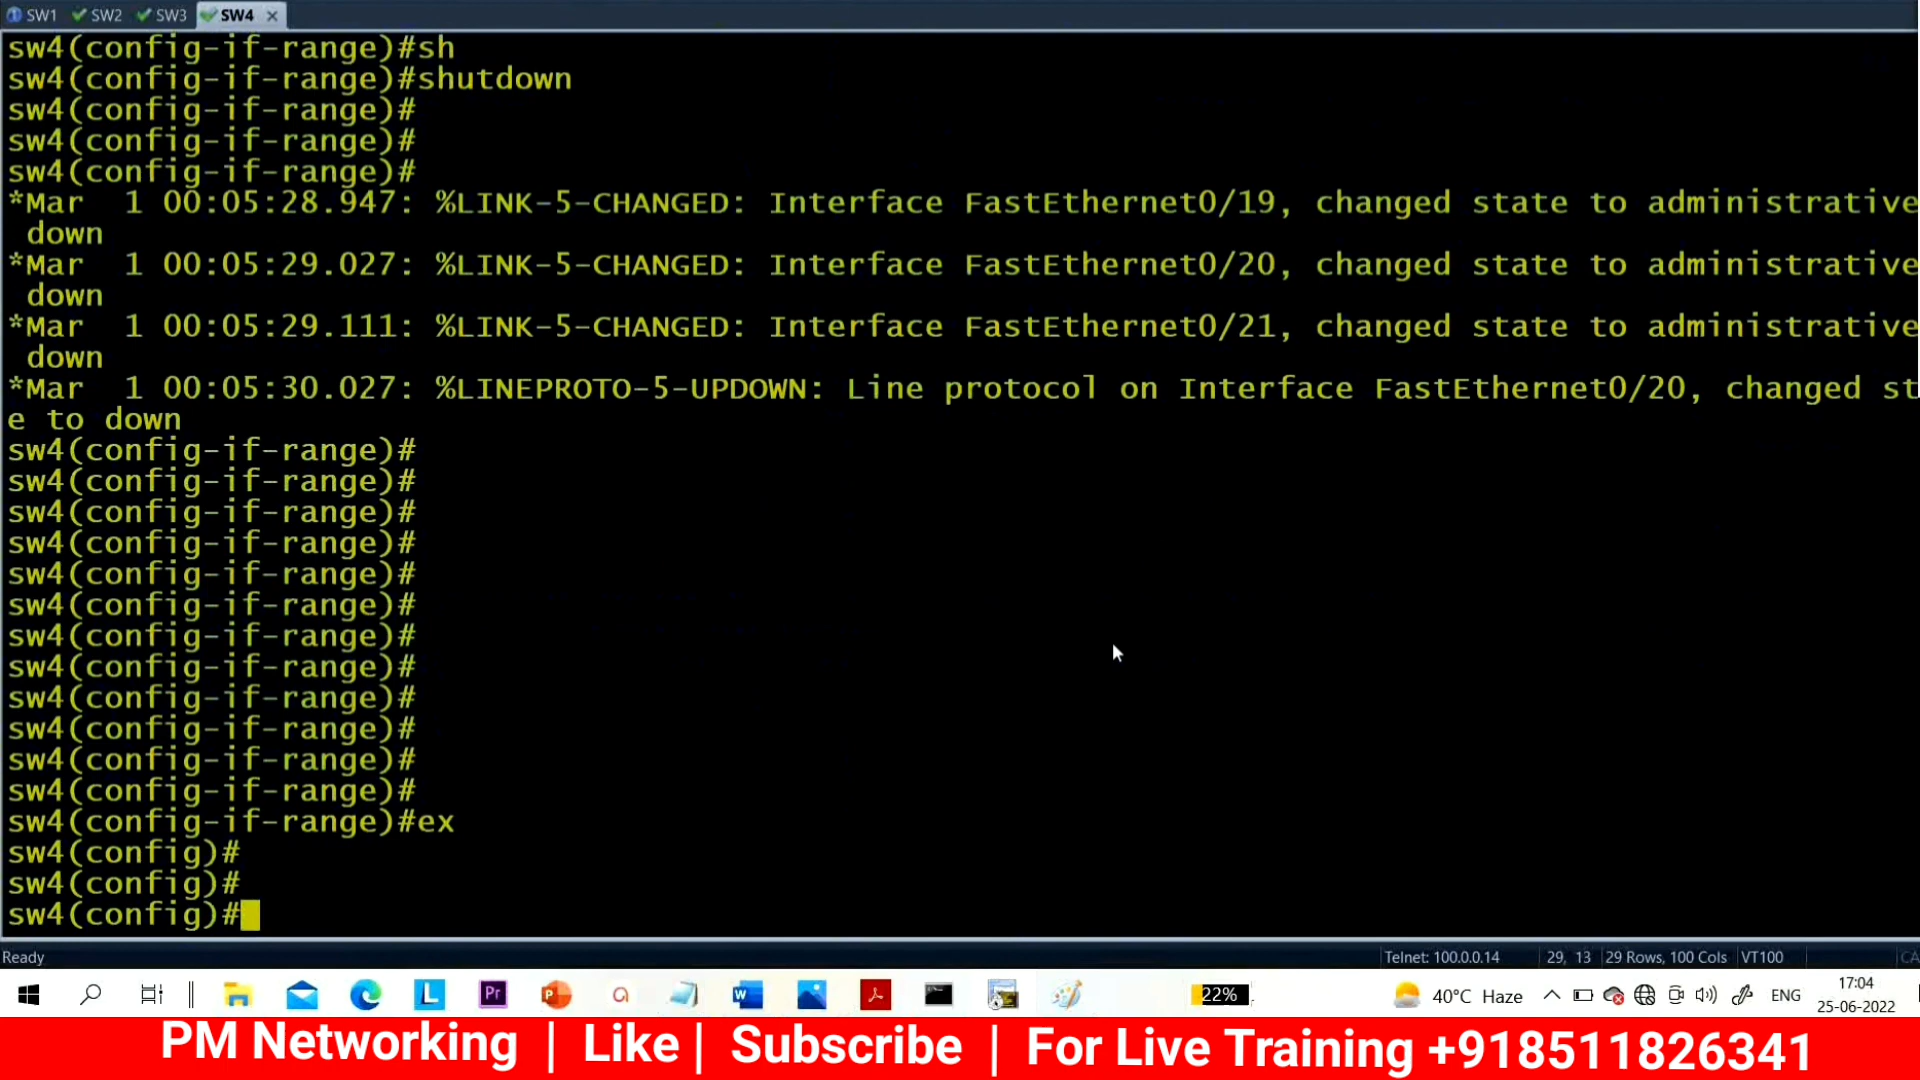 SW1 SW2 SW3 SW4
sw4(config-if-range)#sh
sw4(config-if-range)#shutdown
sw4(config-if-range)#
sw4(config-if-range)#
sw4(config-if-range)#
*Mar  1 00:05:28.947: %LINK-5-CHANGED: Interface FastEthernet0/19, changed state to administrative
down
*Mar  1 00:05:29.027: %LINK-5-CHANGED: Interface FastEthernet0/20, changed state to administrative
down
*Mar  1 00:05:29.111: %LINK-5-CHANGED: Interface FastEthernet0/21, changed state to administrative
down
*Mar  1 00:05:30.027: %LINEPROTO-5-UPDOWN: Line protocol on Interface FastEthernet0/20, changed st
e to down
sw4(config-if-range)#
sw4(config-if-range)#
sw4(config-if-range)#
sw4(config-if-range)#
sw4(config-if-range)#
sw4(config-if-range)#
sw4(config-if-range)#
sw4(config-if-range)#
sw4(config-if-range)#
sw4(config-if-range)#
sw4(config-if-range)#
sw4(config-if-range)#
sw4(config-if-range)#ex
sw4(config)#
sw4(config)#
sw4(config)#
Ready Telnet: 100.0.0.14 29, 13 29 Rows, 100 Cols VT100 CA
22% 40°C Haze ENG 17:04
25-06-2022
PM Networking | Like | Subscribe | For Live Training +918511826341